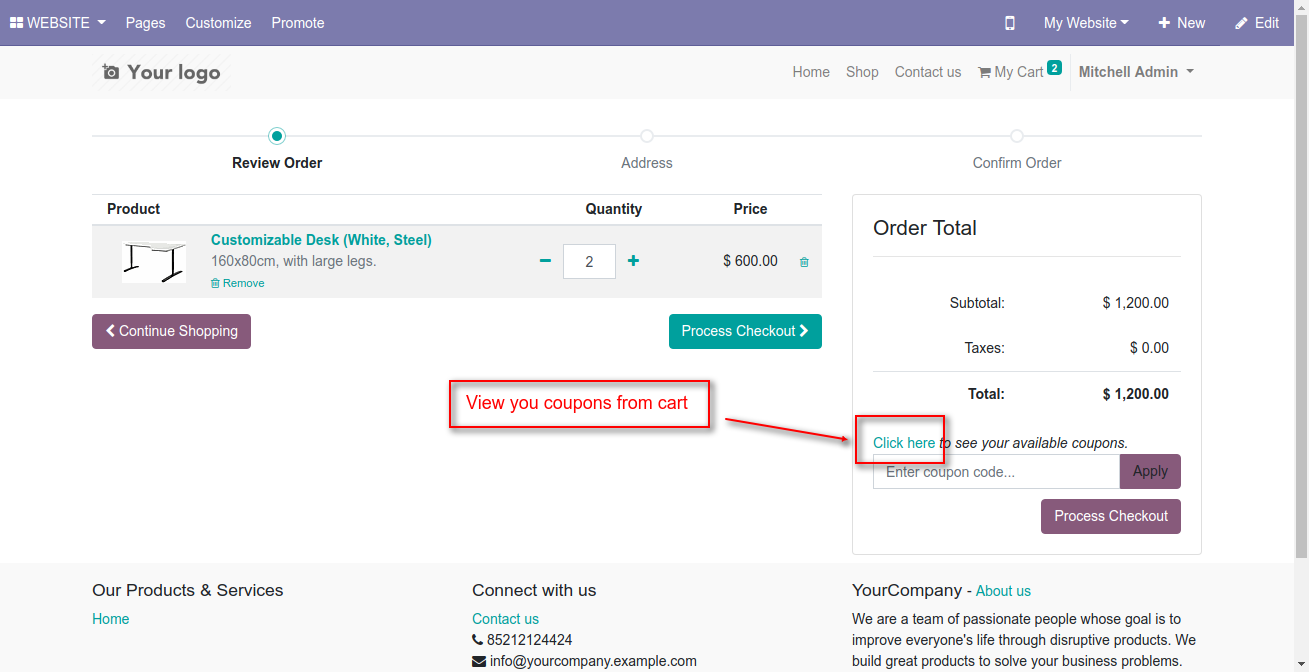 WEBSITE Pages Customize Promote My Website New Edit
Your logo Home Shop Contact us My Cart 2 Mitchell Admin
Review Order Address Confirm Order
Product Quantity Price
Customizable Desk (White, Steel)
160x80cm, with large legs. 2 $ 600.00
Remove
Continue Shopping Process Checkout
Order Total
Subtotal: $ 1,200.00
Taxes: $ 0.00
Total: $ 1,200.00
View you coupons from cart
Click here to see your available coupons.
Enter coupon code... Apply
Process Checkout
Our Products & Services
Home
Connect with us
Contact us
85212124424
info@yourcompany.example.com
YourCompany - About us
We are a team of passionate people whose goal is to
improve everyone's life through disruptive products. We
build great products to solve your business problems.